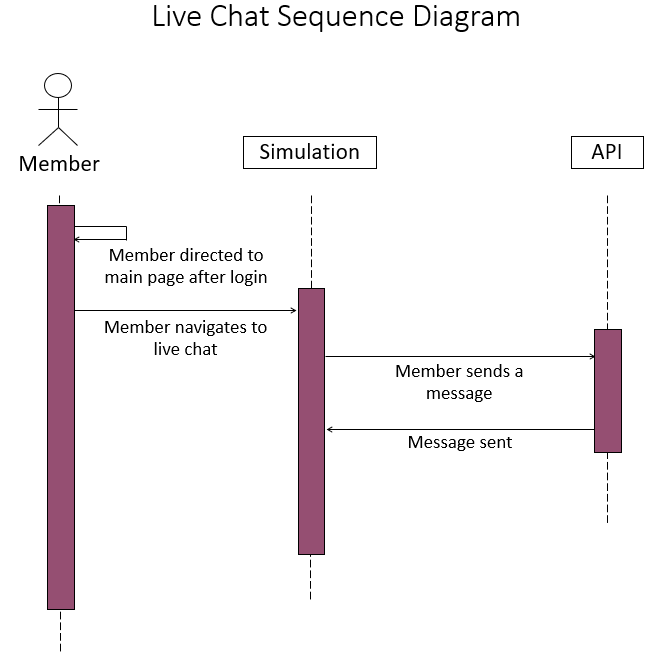 Live Chat Sequence Diagram
Member
Simulation
API
Member directed to
main page after login
Member navigates to
live chat
Member sends a
message
Message sent